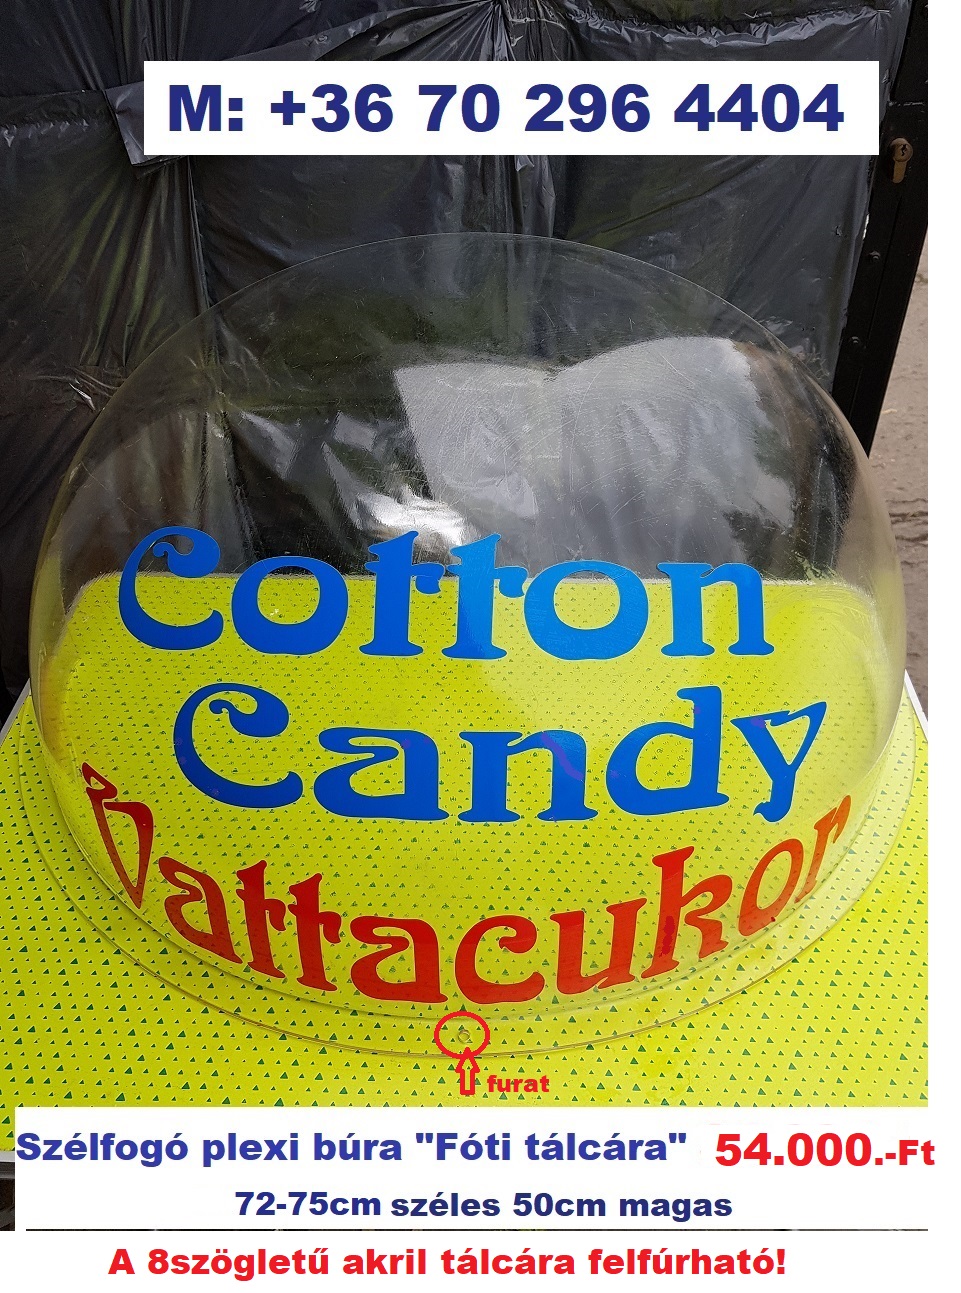 M: +36 70 296 4404
Cotton
Candy
Vattacukor
furat
Szélfogó plexi búra "Fóti tálcára" 54.000.-Ft
72-75cm széles 50cm magas
A 8szögletű akril tálcára felfúrható!